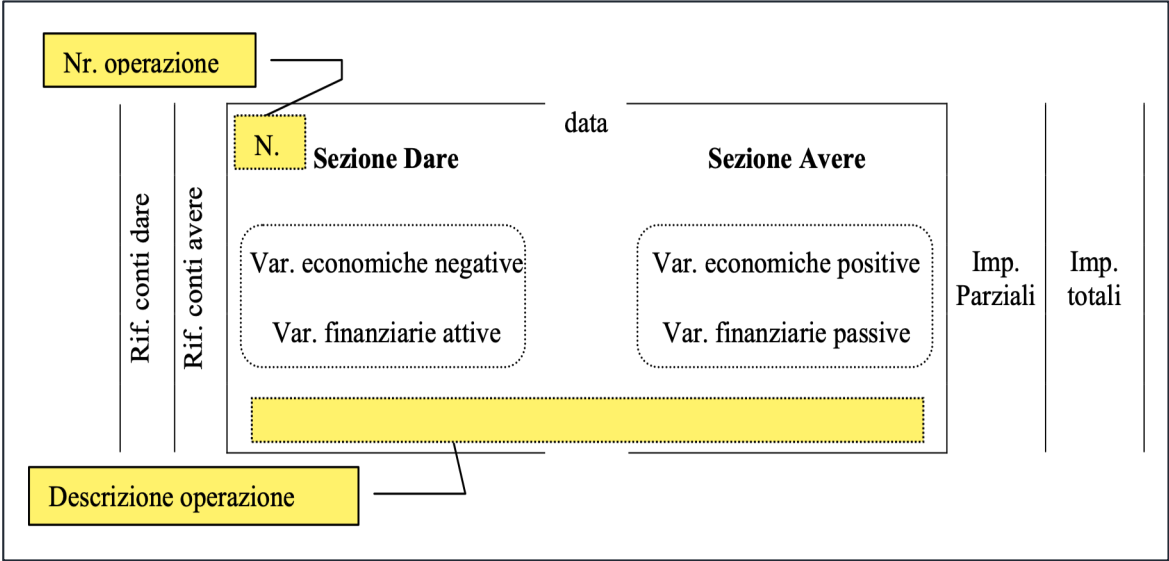 Nr. operazione
data
N.
Sezione Dare
Sezione Avere
Rif. conti dare
Rif. conti avere
Var. economiche negative
Var. economiche positive
Imp.
Parziali
Imp.
totali
Var. finanziarie attive
Var. finanziarie passive
Descrizione operazione